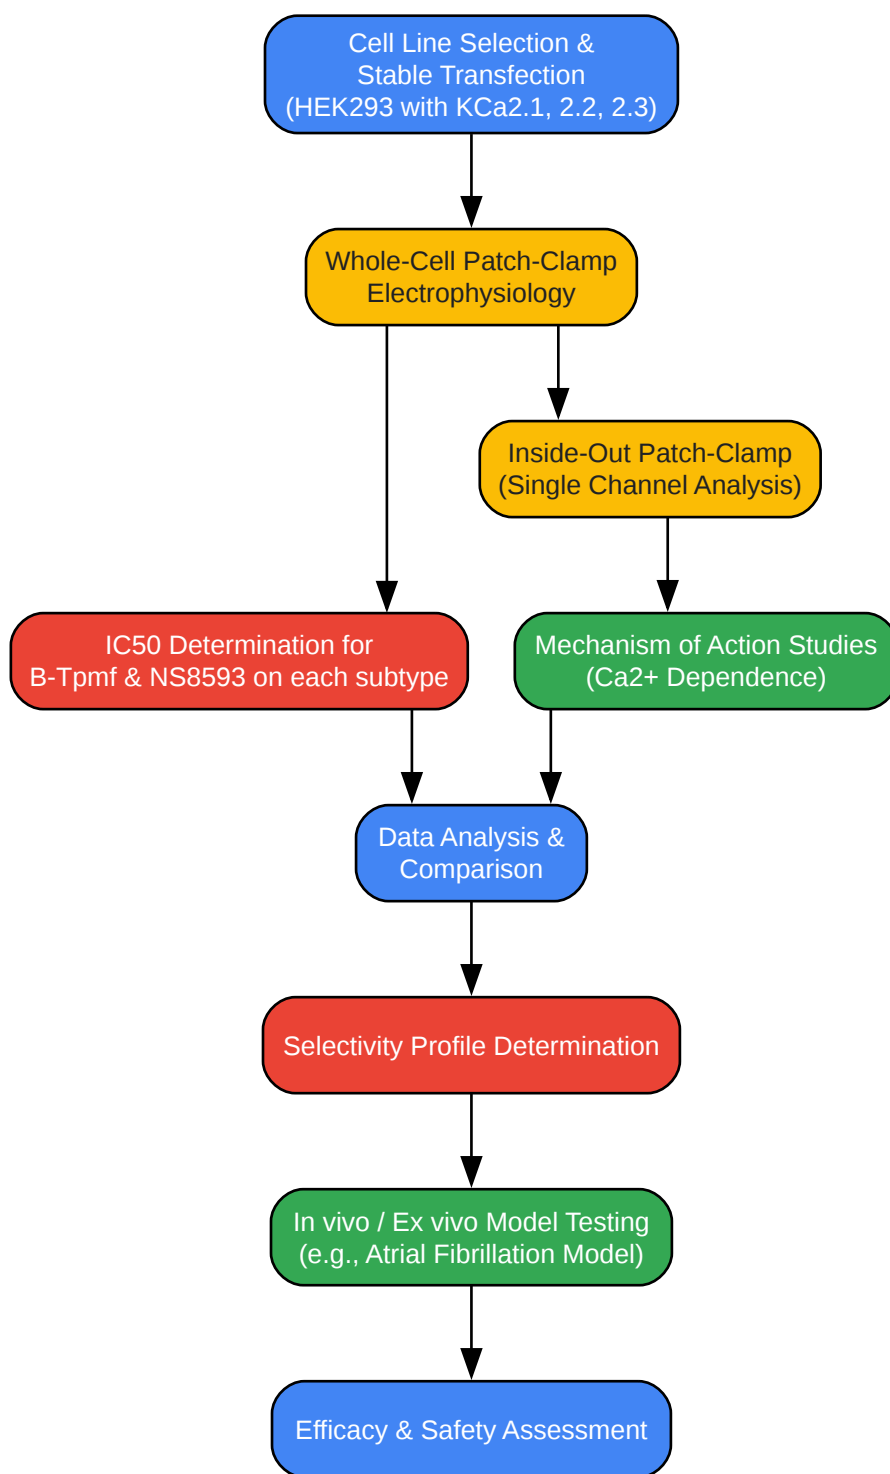 Cell Line Selection &
Stable Transfection
(HEK293 with KCa2.1, 2.2, 2.3)
Whole-Cell Patch-Clamp
Electrophysiology
Inside-Out Patch-Clamp
(Single Channel Analysis)
IC50 Determination for
B-Tpmf & NS8593 on each subtype
Mechanism of Action Studies
(Ca2+ Dependence)
Data Analysis &
Comparison
Selectivity Profile Determination
In vivo / Ex vivo Model Testing
(e.g., Atrial Fibrillation Model)
Efficacy & Safety Assessment